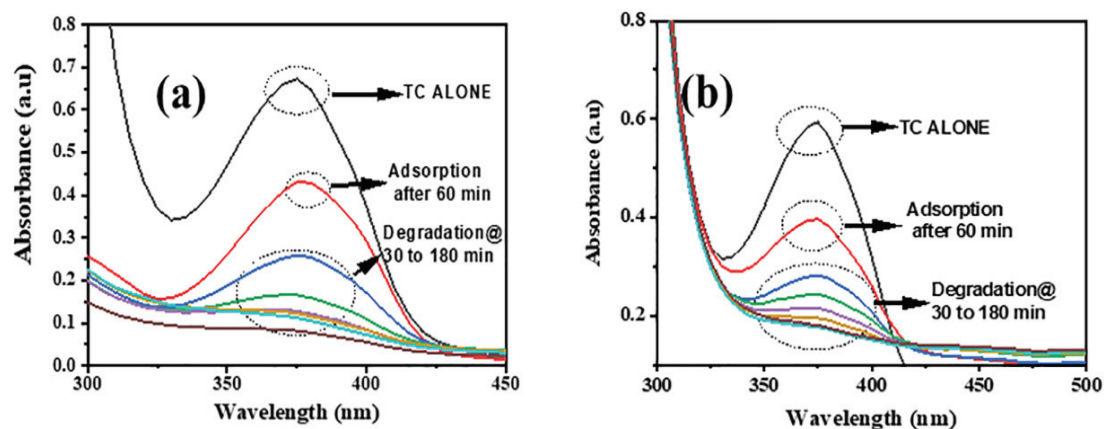 0.8
0.7
0.6
0.5
0.4
0.3
0.2
0.1
0.0
Absorbance (a.u)
(a)
TC ALONE
Adsorption
after 60 min
Degradation@
30 to 180 min
300
350
400
450
Wavelength (nm)
0.8
0.6
0.4
0.2
Absorbance (a.u)
(b)
TC ALONE
Adsorption
after 60 min
Degradation@
30 to 180 min
300
350
400
450
500
Wavelength (nm)